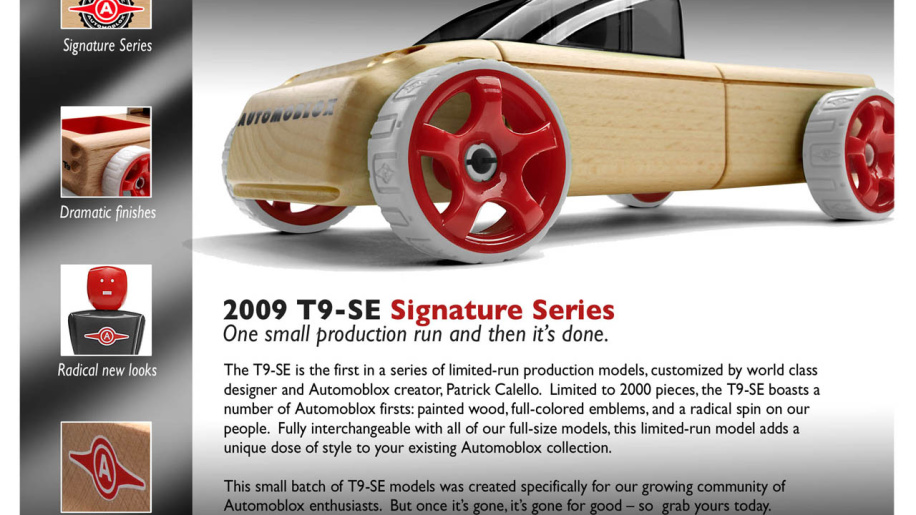 AUTOMOBLOX
Signature Series
AUTOMOBLOX
T9
Dramatic finishes
A
Radical new looks
A
2009 T9-SE Signature Series
One small production run and then it's done.
The T9-SE is the first in a series of limited-run production models, customized by world class
designer and Automoblox creator, Patrick Calello.  Limited to 2000 pieces, the T9-SE boasts a
number of Automoblox firsts: painted wood, full-colored emblems, and a radical spin on our
people.  Fully interchangeable with all of our full-size models, this limited-run model adds a
unique dose of style to your existing Automoblox collection.
This small batch of T9-SE models was created specifically for our growing community of
Automoblox enthusiasts.  But once it's gone, it's gone for good – so  grab yours today.